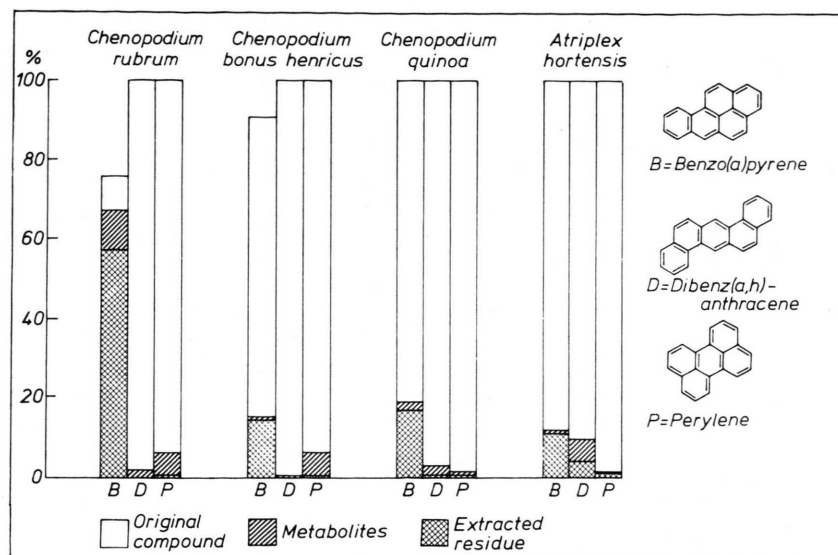 Chenopodium rubrum
Chenopodium bonus henricus
Chenopodium quinoa
Atriplex hortensis
%
100
80
60
40
20
0
B D P
B D P
B D P
B D P
B=Benzo(a)pyrene
D=Dibenz(a,h)-
anthracene
P=Perylene
Original
compound
Metabolites
Extracted
residue